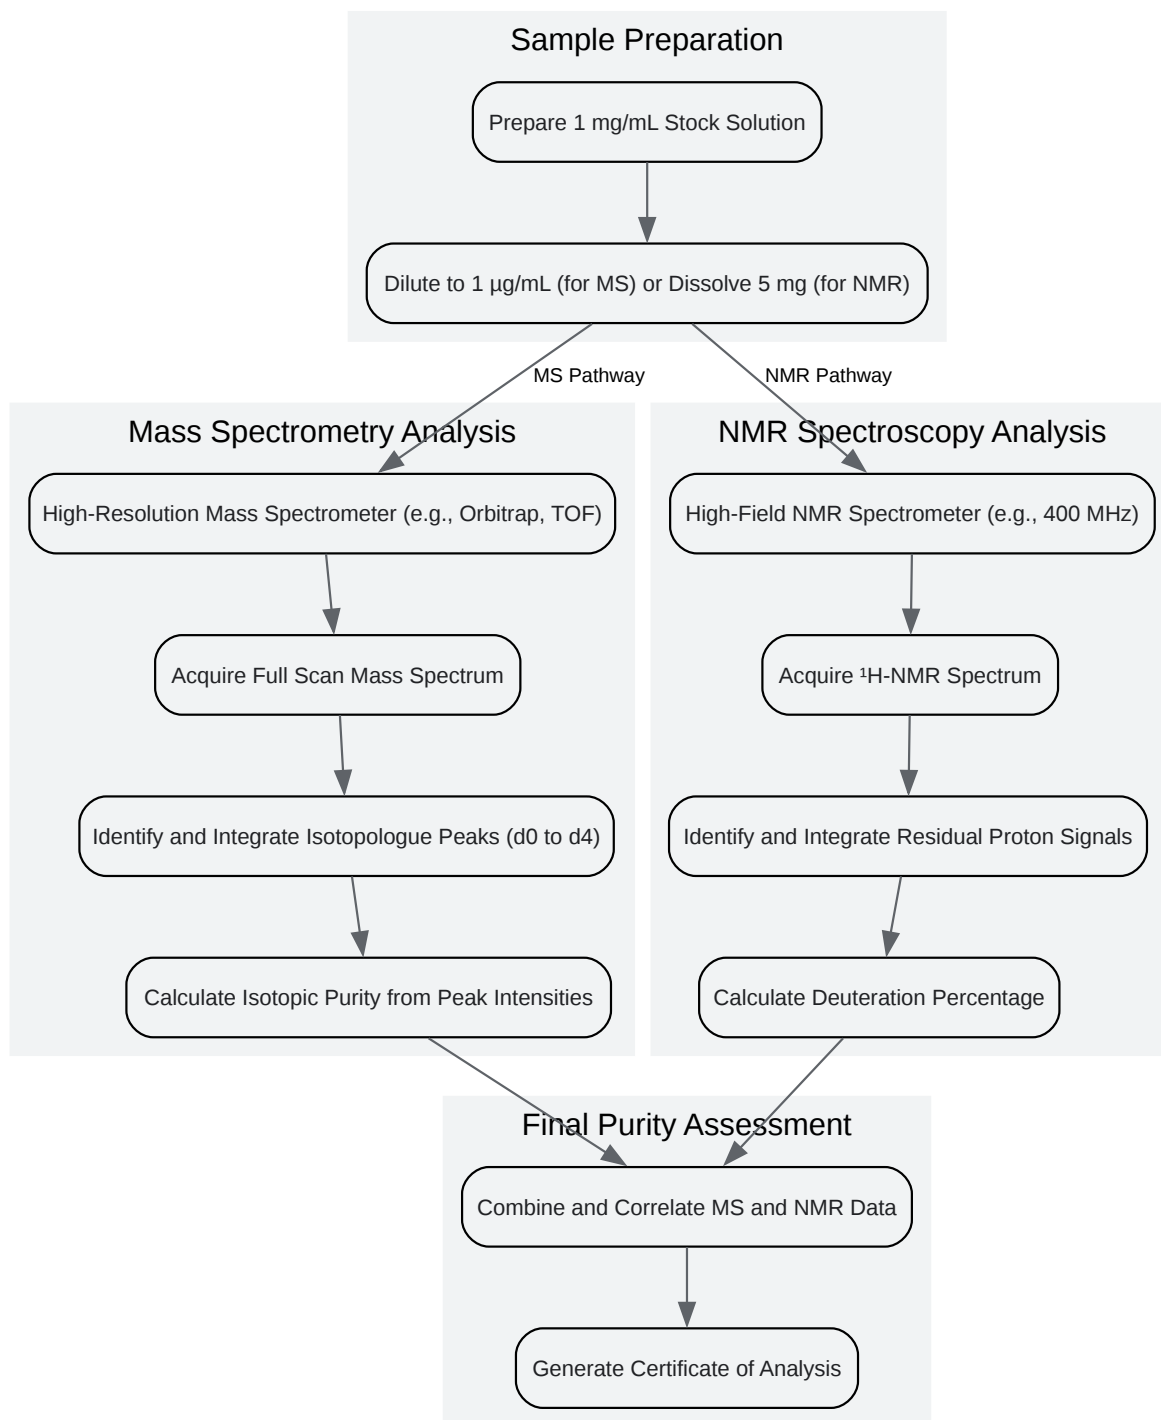 Sample Preparation
Prepare 1 mg/mL Stock Solution
Dilute to 1 µg/mL (for MS) or Dissolve 5 mg (for NMR)
MS Pathway
NMR Pathway
Mass Spectrometry Analysis
High-Resolution Mass Spectrometer (e.g., Orbitrap, TOF)
Acquire Full Scan Mass Spectrum
Identify and Integrate Isotopologue Peaks (d0 to d4)
Calculate Isotopic Purity from Peak Intensities
NMR Spectroscopy Analysis
High-Field NMR Spectrometer (e.g., 400 MHz)
Acquire ¹H-NMR Spectrum
Identify and Integrate Residual Proton Signals
Calculate Deuteration Percentage
Final Purity Assessment
Combine and Correlate MS and NMR Data
Generate Certificate of Analysis